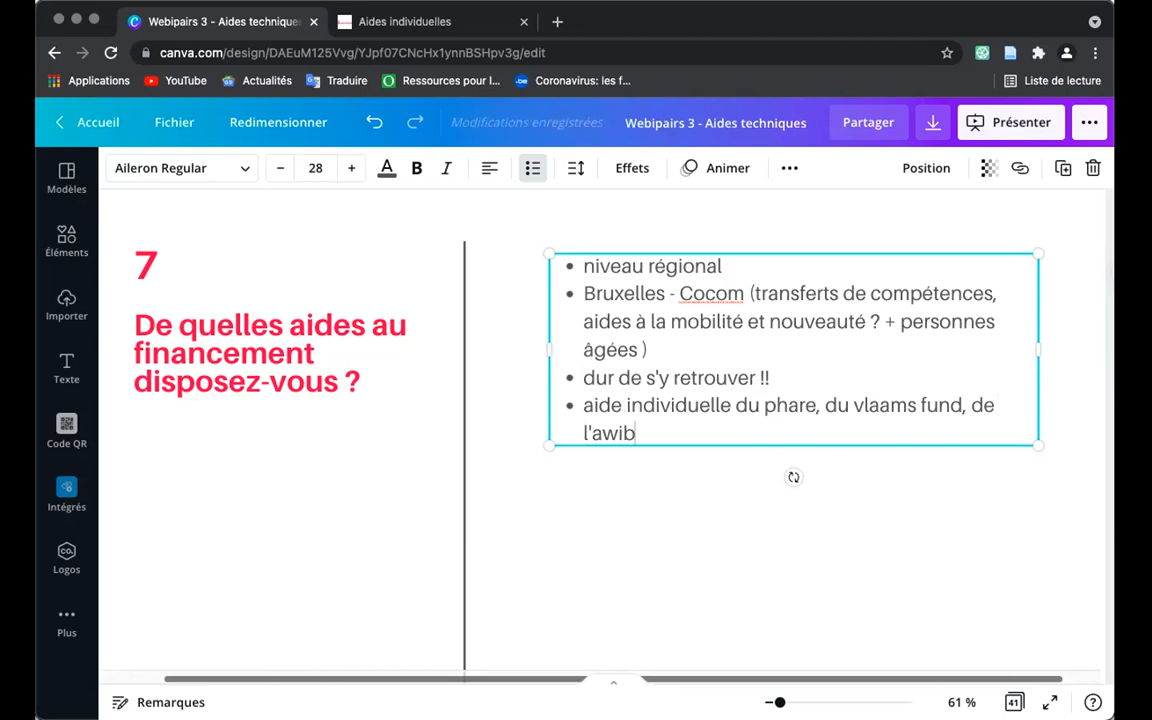 Webipairs 3 - Aides techniques
Aides individuelles
canva.com/design/DAEuM125Vvg/YJpf07CNcHx1ynnBSHpv3g/edit
Applications
YouTube
Actualités
Traduire
Ressources pour l...
Coronavirus: les f...
Liste de lecture
Accueil
Fichier
Redimensionner
Modifications enregistrées
Webipairs 3 - Aides techniques
Partager
Présenter
Aileron Regular
28
A
B
I
Effets
Animer
Position
Modèles
Éléments
Importer
Texte
Code QR
Intégrés
co.
Logos
Plus
7
De quelles aides au
financement
disposez-vous ?
• niveau régional
• Bruxelles - Cocom (transferts de compétences,
aides à la mobilité et nouveauté ? + personnes
âgées )
• dur de s'y retrouver !!
• aide individuelle du phare, du vlaams fund, de
l'awib
Remarques
61 %
41